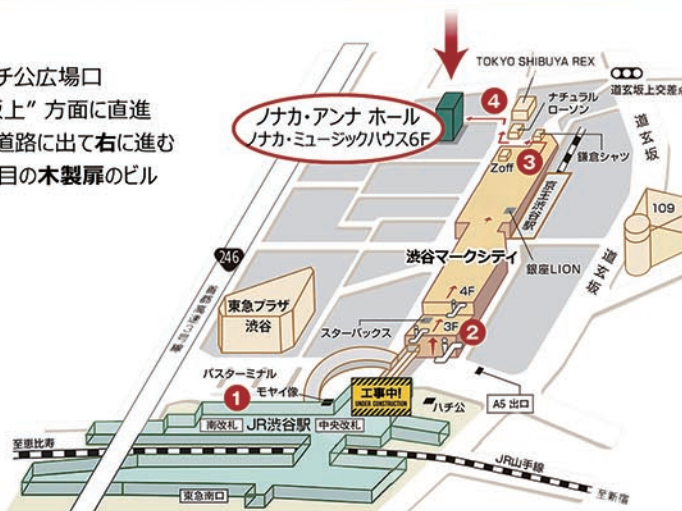 チ公広場口
坂上" 方面に直進
道路に出て右に進む
目の木製扉のビル
TOKYO SHIBUYA REX
ナチュラル
ローソン
道玄坂上交差点
ノナカ・アンナ ホール
ノナカ・ミュージックハウス6F
4
3
鎌倉シャツ
Zoff
道玄坂
京王渋谷駅
109
246
首都高速3号線
渋谷マークシティ
銀座LION
道玄坂
4F
東急プラザ
渋谷
スターバックス
3F
2
バスターミナル
1
モヤイ像
工事中!
UNDER CONSTRUCTION
ハチ公
A5 出口
南改札
JR渋谷駅
中央改札
至恵比寿
JR山手線
東急南口
至新宿